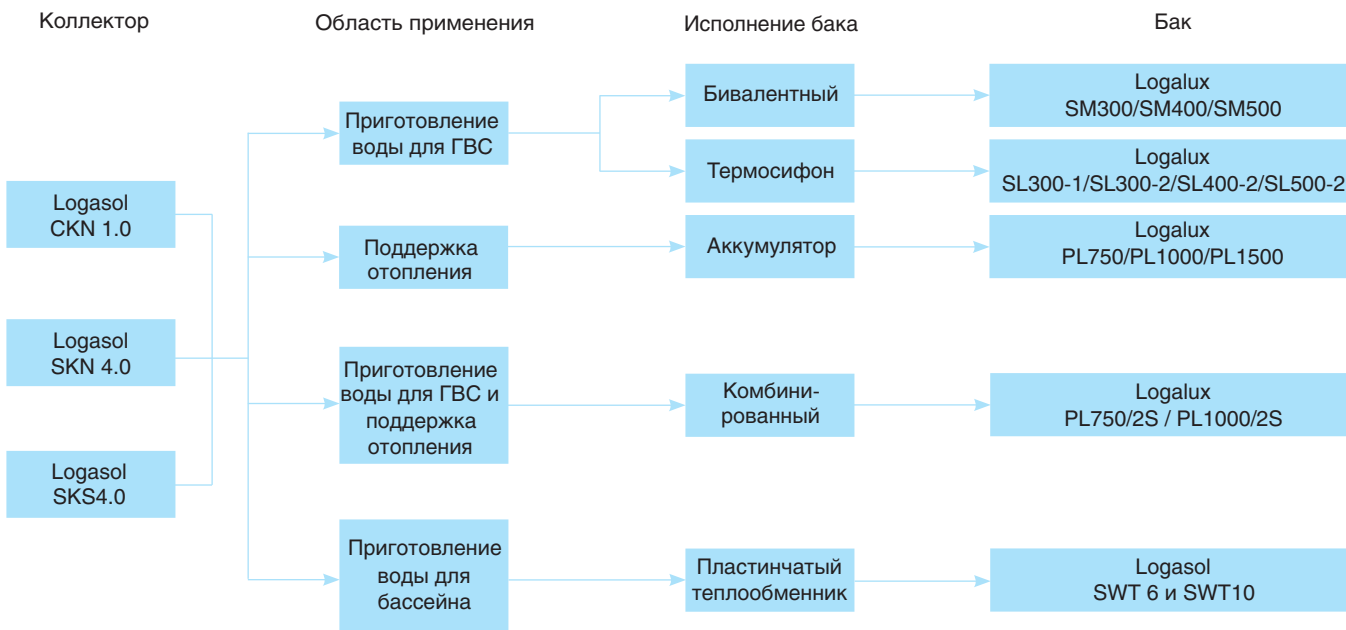 Коллектор
Область применения
Исполнение бака
Бак
Logasol
CKN 1.0
Logasol
SKN 4.0
Logasol
SKS4.0
Приготовление
воды для ГВС
Поддержка
отопления
Приготовление
воды для ГВС и
поддержка
отопления
Приготовление
воды для
бассейна
Бивалентный
Термосифон
Аккумулятор
Комбини-
рованный
Пластинчатый
теплообменник
Logalux
SM300/SM400/SM500
Logalux
SL300-1/SL300-2/SL400-2/SL500-2
Logalux
PL750/PL1000/PL1500
Logalux
PL750/2S / PL1000/2S
Logasol
SWT 6 и SWT10